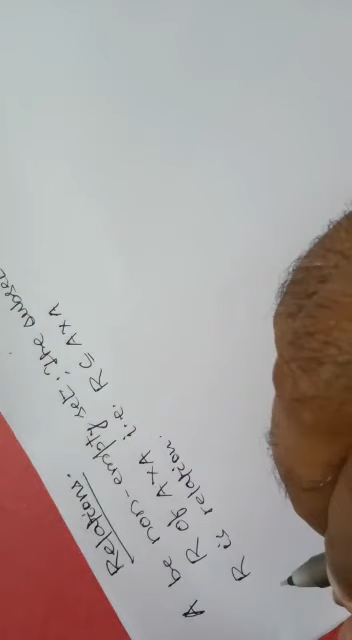 Relations:
A be non-empty set; The subset
R of A×A i.e. R ⊆ A×A
R is relation.